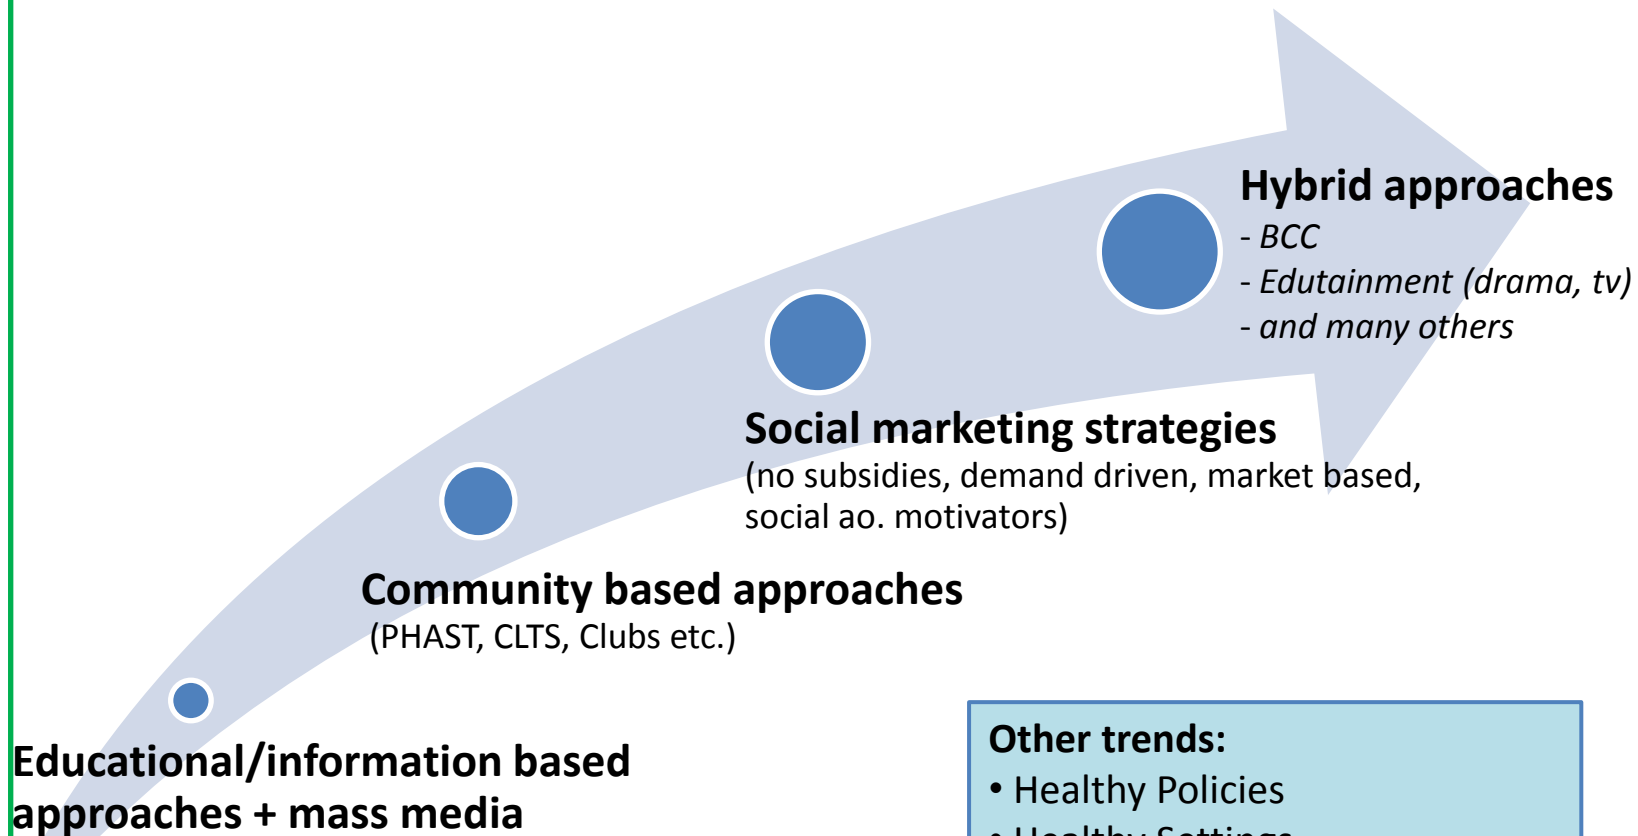 Hybrid approaches
- BCC
- Edutainment (drama, tv)
- and many others
Social marketing strategies
(no subsidies, demand driven, market based,
social ao. motivators)
Community based approaches
(PHAST, CLTS, Clubs etc.)
Educational/information based
approaches + mass media
Other trends:
• Healthy Policies
• Healthy Settings